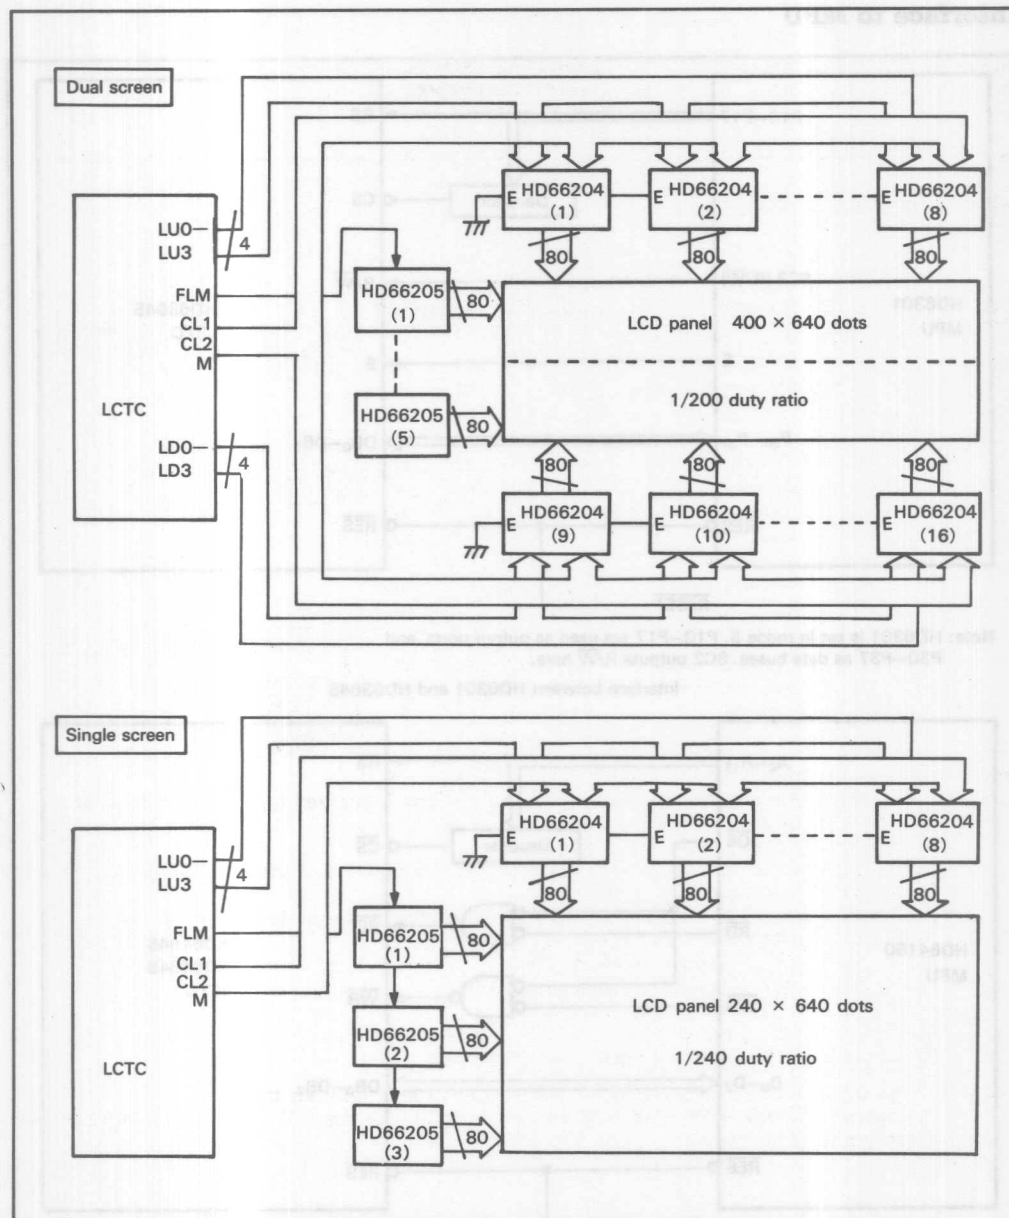 Dual screen
LU0—
LU3
4
FLM
CL1
CL2
M
LCTC
LD0—
LD3
4
HD66205
(1)
80
HD66205
(5)
80
E HD66204
(1)
80
E HD66204
(2)
80
E HD66204
(8)
80
LCD panel 400 × 640 dots
1/200 duty ratio
80
80
80
E HD66204
(9)
E HD66204
(10)
E HD66204
(16)
Single screen
LU0—
LU3
4
FLM
CL1
CL2
M
LCTC
E HD66204
(1)
80
E HD66204
(2)
80
E HD66204
(8)
80
HD66205
(1)
80
HD66205
(2)
80
HD66205
(3)
80
LCD panel 240 × 640 dots
1/240 duty ratio